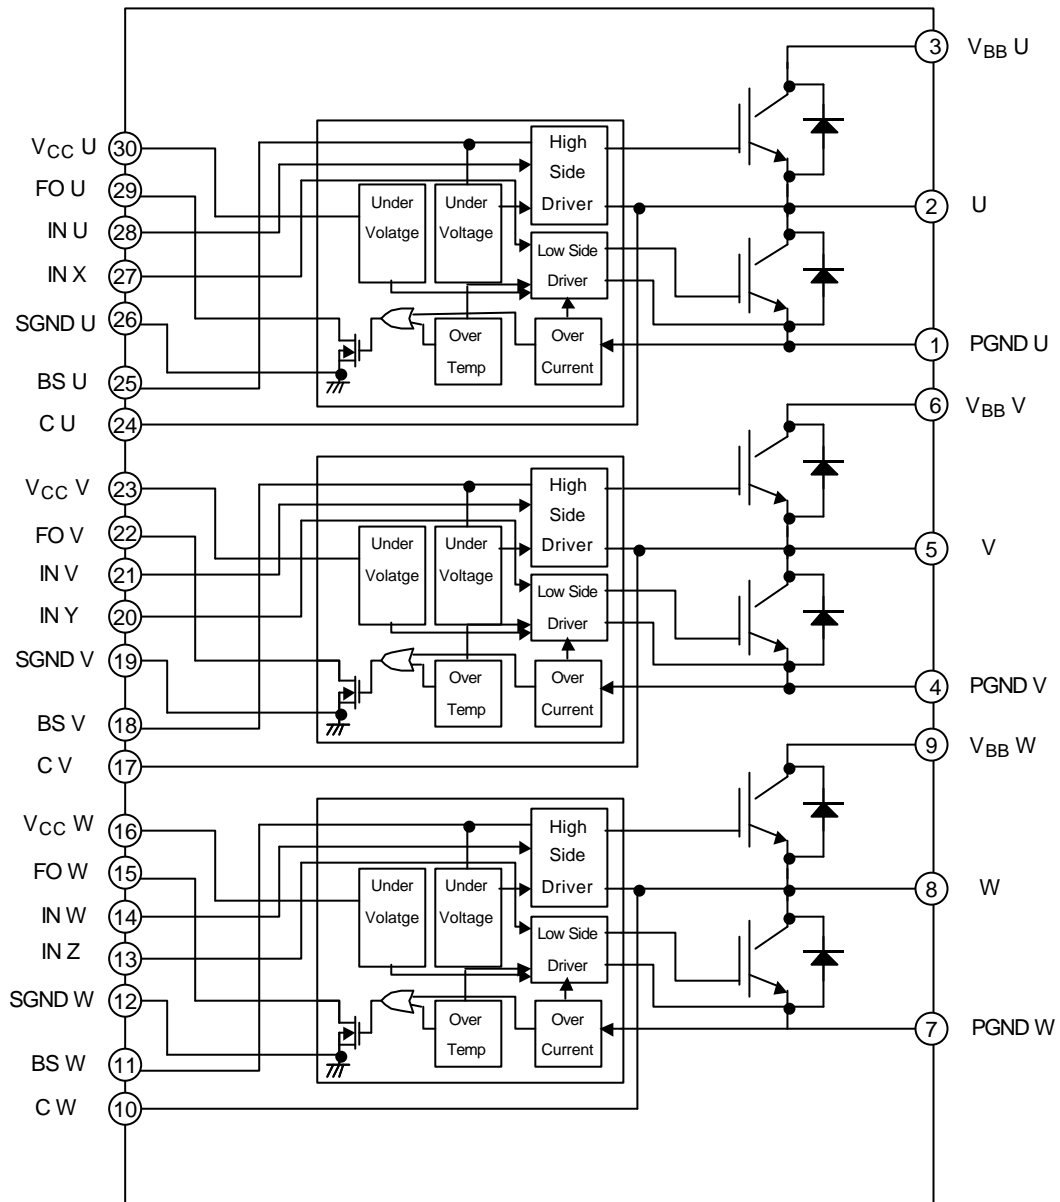 3 VBB U
VCC U 30
FO U 29
IN U 28
IN X 27
SGND U 26
BS U 25
C U 24
High
Side
Driver
Under
Volatge
Under
Voltage
Low Side
Driver
Over
Temp
Over
Current
2 U
1 PGND U
6 VBB V
VCC V 23
FO V 22
IN V 21
IN Y 20
SGND V 19
BS V 18
C V 17
High
Side
Driver
Under
Volatge
Under
Voltage
Low Side
Driver
Over
Temp
Over
Current
5 V
4 PGND V
9 VBB W
VCC W 16
FO W 15
IN W 14
IN Z 13
SGND W 12
BS W 11
C W 10
High
Side
Driver
Under
Volatge
Under
Voltage
Low Side
Driver
Over
Temp
Over
Current
8 W
7 PGND W